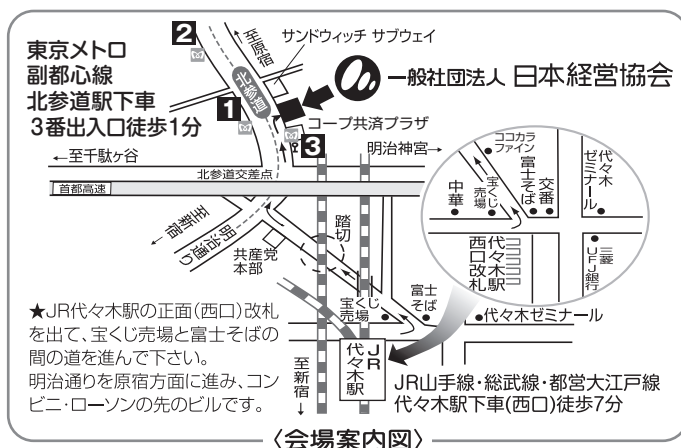 東京メトロ
副都心線
北参道駅下車
3番出入口徒歩1分
2
至原宿
サンドウィッチ サブウェイ
北参道
一般社団法人 日本経営協会
1
コープ共済プラザ
3
←至千駄ヶ谷
明治神宮→
北参道交差点
首都高速
至新宿
明治通り
共産党
本部
踏切
宝くじ
売場
富士
そば
代々木ゼミナール
ココカラ
ファイン
中華
宝くじ
売場
富士そば
交番
代々木
ゼミナール
代々木駅
西口改札
三菱
UFJ銀行
★JR代々木駅の正面(西口)改札
を出て、宝くじ売場と富士そばの
間の道を進んで下さい。
明治通りを原宿方面に進み、コン
ビニ・ローソンの先のビルです。
至新宿
JR
代々木駅
JR山手線・総武線・都営大江戸線
代々木駅下車(西口)徒歩7分
〈会場案内図〉